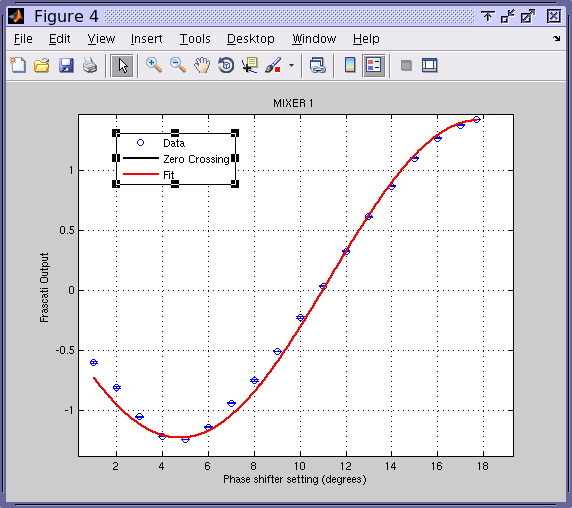 Figure 4
File Edit View Insert Tools Desktop Window Help
MIXER 1
Data
Zero Crossing
Fit
1
0.5
0
-0.5
-1
Frascati Output
2 4 6 8 10 12 14 16 18
Phase shifter setting (degrees)